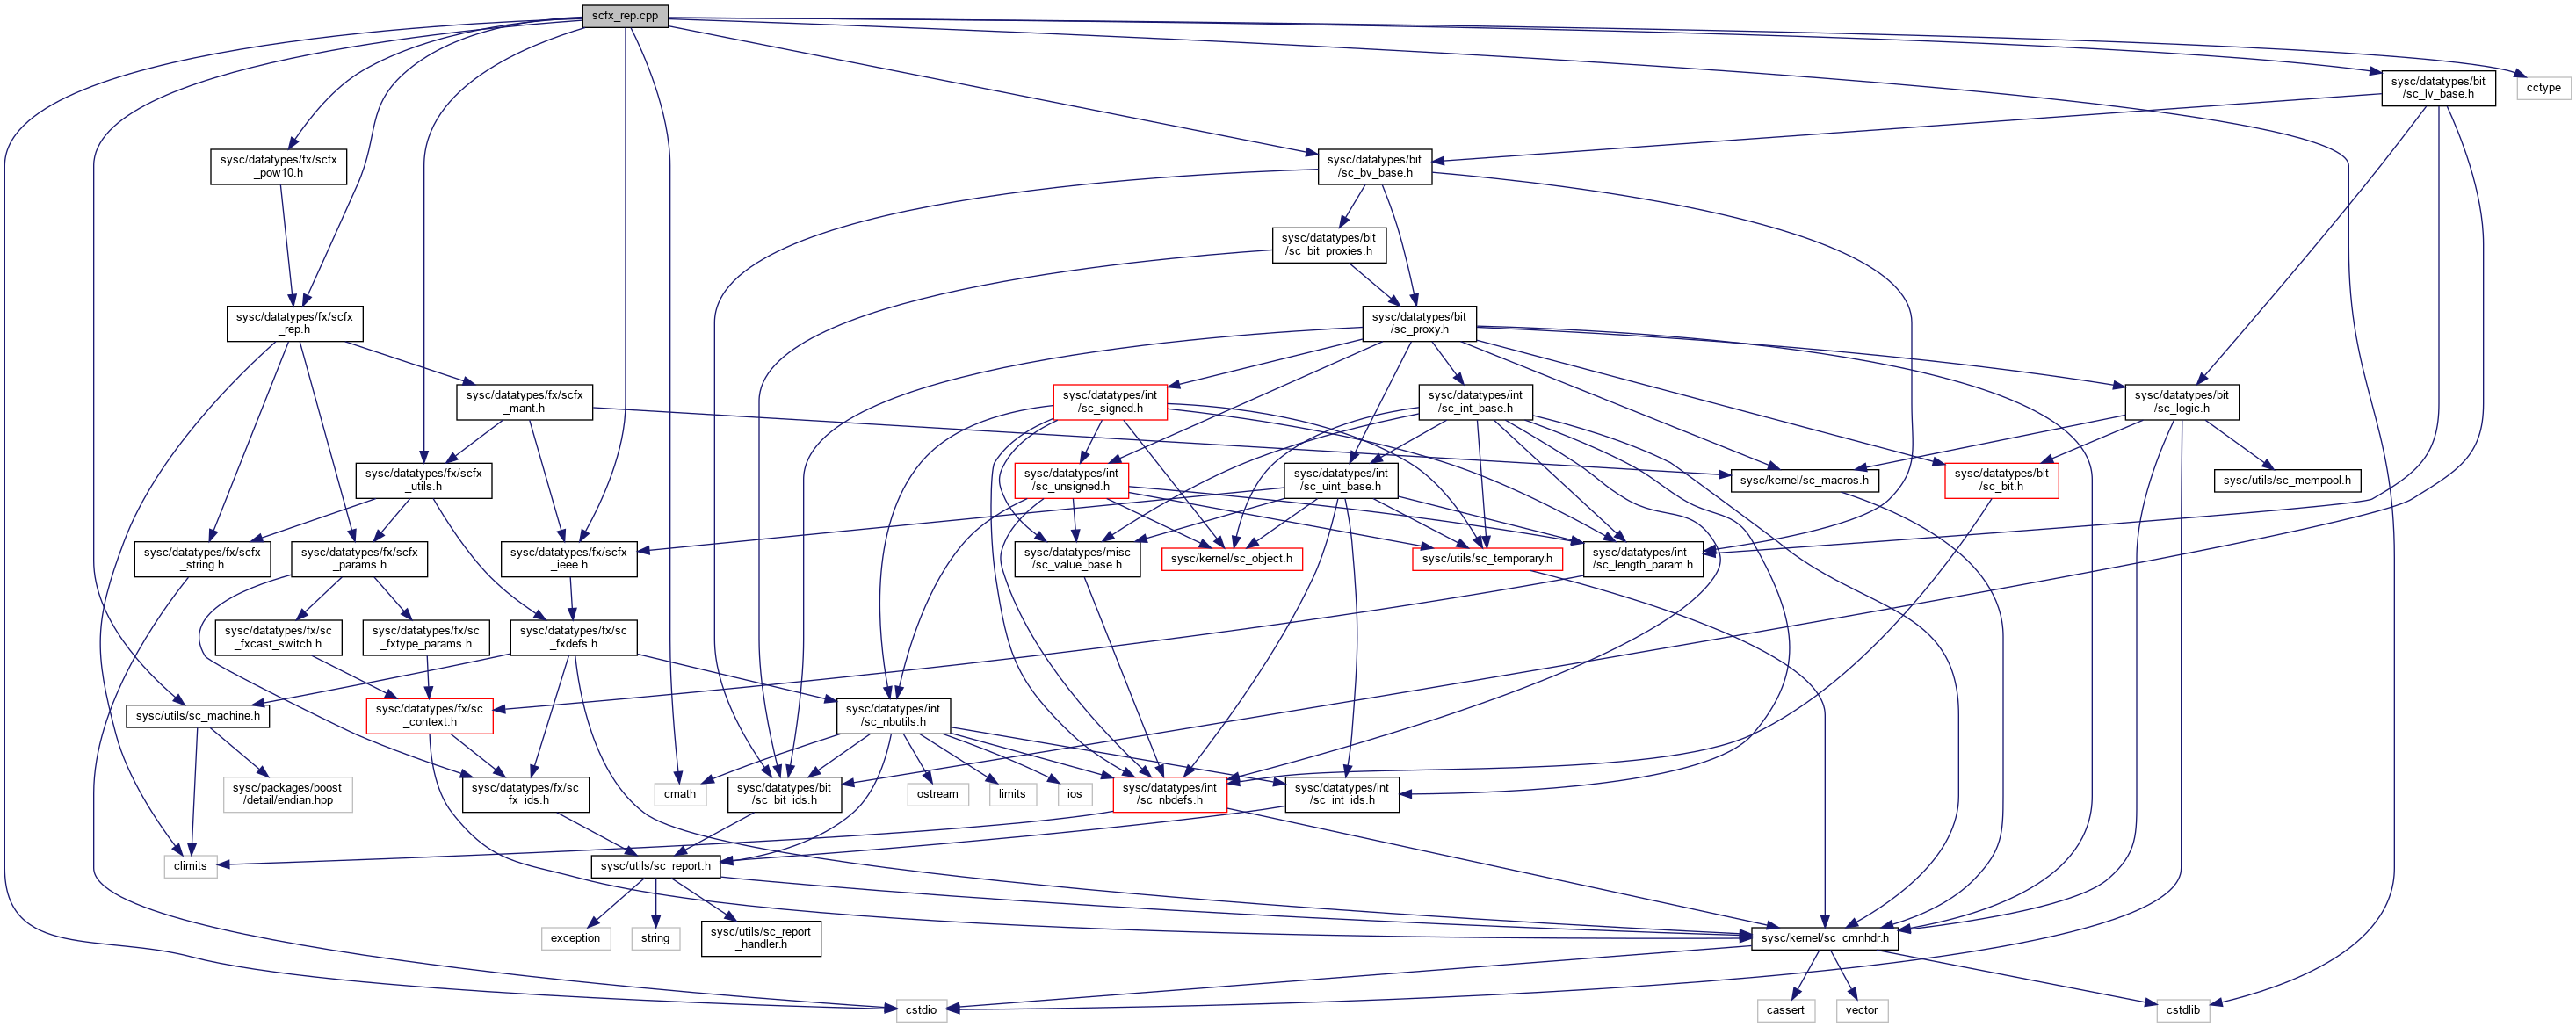 scfx_rep.cpp
sysc/datatypes/bit
/sc_lv_base.h
cctype
sysc/datatypes/fx/scfx
_pow10.h
sysc/datatypes/bit
/sc_bv_base.h
sysc/datatypes/bit
/sc_bit_proxies.h
sysc/datatypes/fx/scfx
_rep.h
sysc/datatypes/bit
/sc_proxy.h
sysc/datatypes/fx/scfx
_mant.h
sysc/datatypes/int
/sc_signed.h
sysc/datatypes/int
/sc_int_base.h
sysc/datatypes/bit
/sc_logic.h
sysc/datatypes/fx/scfx
_utils.h
sysc/datatypes/int
/sc_unsigned.h
sysc/datatypes/int
/sc_uint_base.h
sysc/kernel/sc_macros.h
sysc/datatypes/bit
/sc_bit.h
sysc/utils/sc_mempool.h
sysc/datatypes/fx/scfx
_string.h
sysc/datatypes/fx/scfx
_params.h
sysc/datatypes/fx/scfx
_ieee.h
sysc/datatypes/misc
/sc_value_base.h
sysc/kernel/sc_object.h
sysc/utils/sc_temporary.h
sysc/datatypes/int
/sc_length_param.h
sysc/datatypes/fx/sc
_fxcast_switch.h
sysc/datatypes/fx/sc
_fxtype_params.h
sysc/datatypes/fx/sc
_fxdefs.h
sysc/utils/sc_machine.h
sysc/datatypes/fx/sc
_context.h
sysc/datatypes/int
/sc_nbutils.h
sysc/packages/boost
/detail/endian.hpp
sysc/datatypes/fx/sc
_fx_ids.h
cmath
sysc/datatypes/bit
/sc_bit_ids.h
ostream
limits
ios
sysc/datatypes/int
/sc_nbdefs.h
sysc/datatypes/int
/sc_int_ids.h
climits
sysc/utils/sc_report.h
exception
string
sysc/utils/sc_report
_handler.h
sysc/kernel/sc_cmnhdr.h
cstdio
cassert
vector
cstdlib